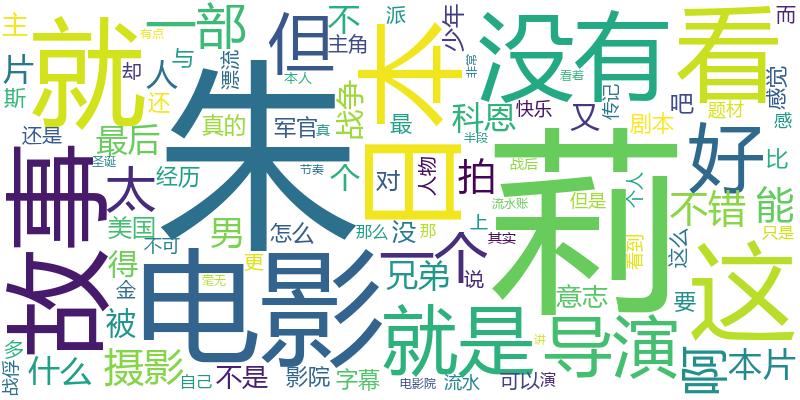 主
派
而
一部
不
少年
没有
看
就
但
主角
有点
与
片
却
人
漂流
本人
日本
非常
看着
斯
还
传记
吧
感觉
还是
真的
军官
真
战争
最
科恩
快乐
又
剧本
题材
感
最后
朱
莉
好
半段
故事
圣诞
经历
节奏
个
对
人物
拍
战后
个人
比
太
流水账
但是
不错
能
美国
男
怎么
那么
没
那
上
其实
看到
这么
这
不可
得
电影
一个
只是
金
更
兄弟
说
意志
要
被
就是
导演
讲
啊
本片
多
毫无
战俘
什么
摄影
自己
不是
影院
字幕
电影院
流水
可以
演